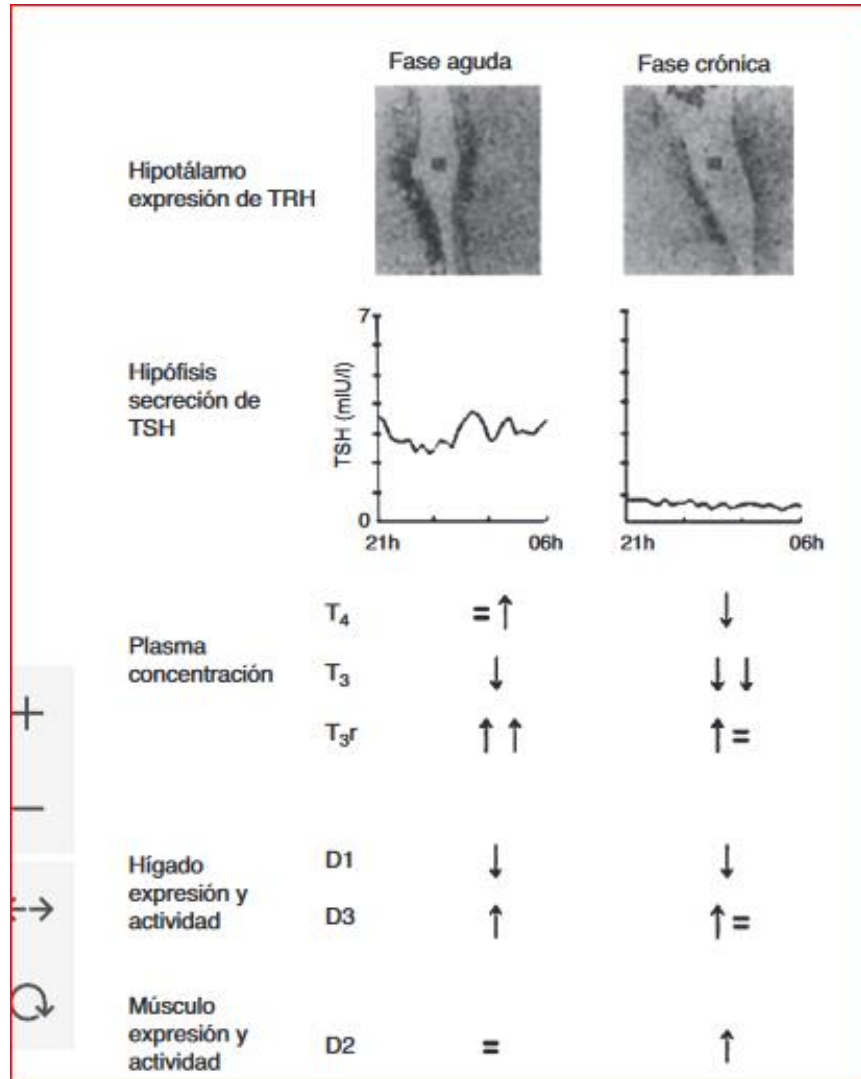 Fase aguda Fase crónica
Hipotálamo
expresión de TRH
Hipófisis
secreción de
TSH
TSH (mIU/l)
7
0
21h 06h 21h 06h
Plasma
concentración
T₄ =↑ ↓
T₃ ↓ ↓↓
T₃r ↑↑ ↑=
Hígado
expresión y
actividad
D1 ↓ ↓
D3 ↑ ↑=
Músculo
expresión y
actividad
D2 = ↑